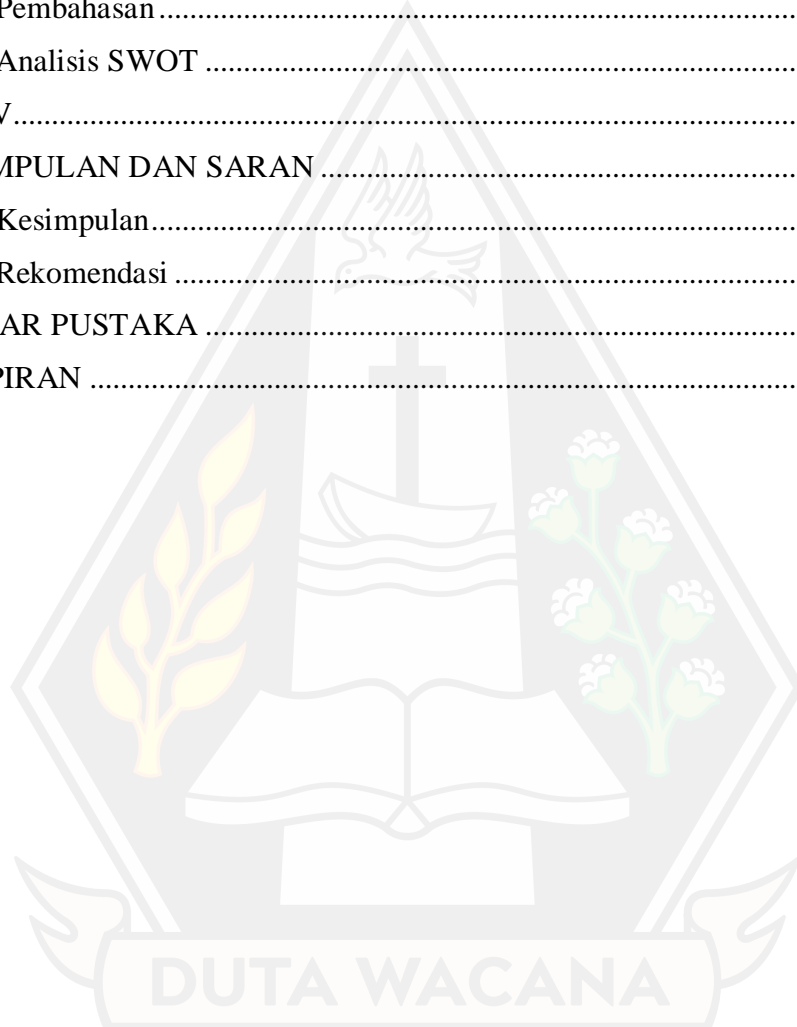 Pembahasan ........................................................................................
Analisis SWOT ..................................................................................
V..........................................................................................................
MPULAN DAN SARAN ...................................................................
Kesimpulan.........................................................................................
Rekomendasi ......................................................................................
AR PUSTAKA ..................................................................................
PIRAN ................................................................................................
DUTA WACANA